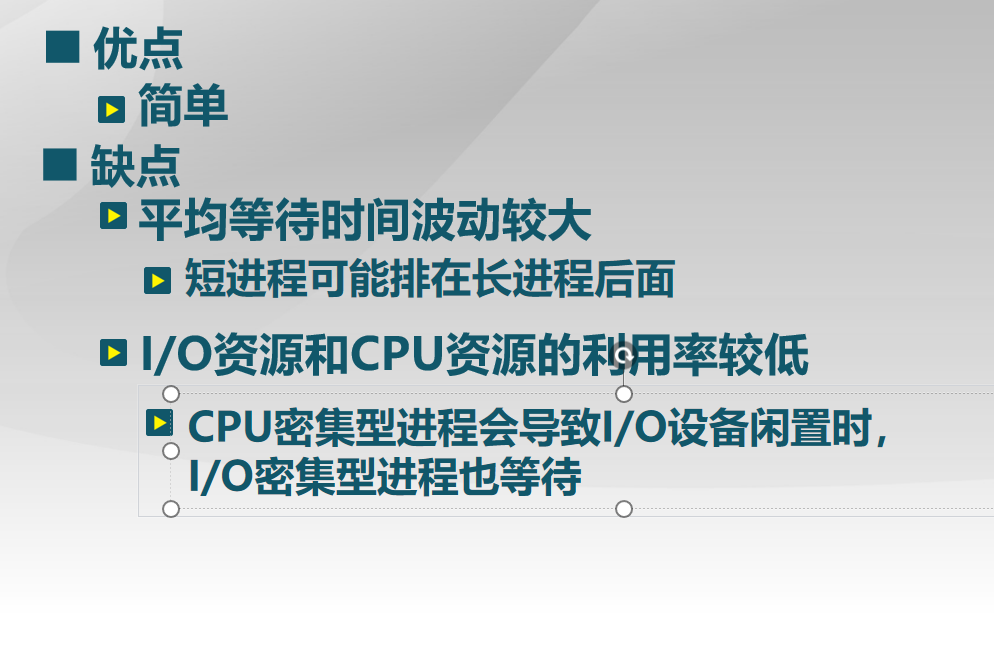 优点
简单
缺点
平均等待时间波动较大
短进程可能排在长进程后面
I/O资源和CPU资源的利用率较低
CPU密集型进程会导致I/O设备闲置时，
I/O密集型进程也等待